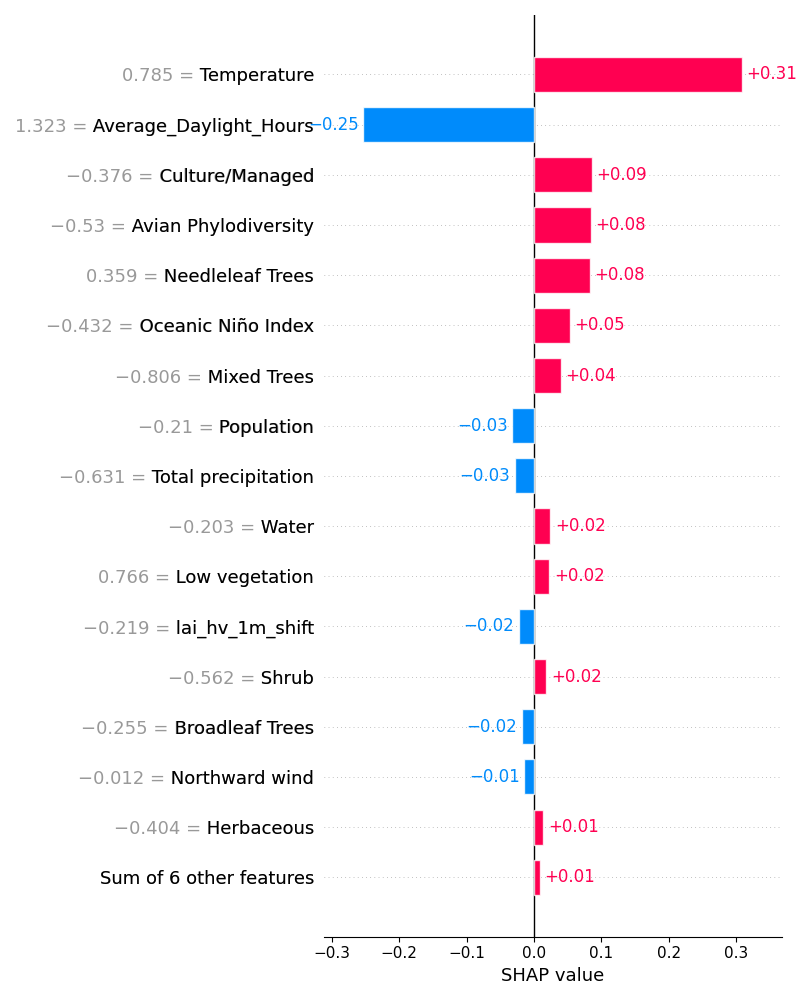 0.785 = Temperature +0.31
1.323 = Average_Daylight_Hours −0.25
−0.376 = Culture/Managed +0.09
−0.53 = Avian Phylodiversity +0.08
0.359 = Needleleaf Trees +0.08
−0.432 = Oceanic Niño Index +0.05
−0.806 = Mixed Trees +0.04
−0.21 = Population −0.03
−0.631 = Total precipitation −0.03
−0.203 = Water +0.02
0.766 = Low vegetation +0.02
−0.219 = lai_hv_1m_shift −0.02
−0.562 = Shrub +0.02
−0.255 = Broadleaf Trees −0.02
−0.012 = Northward wind −0.01
−0.404 = Herbaceous +0.01
Sum of 6 other features +0.01
−0.3 −0.2 −0.1 0.0 0.1 0.2 0.3
SHAP value